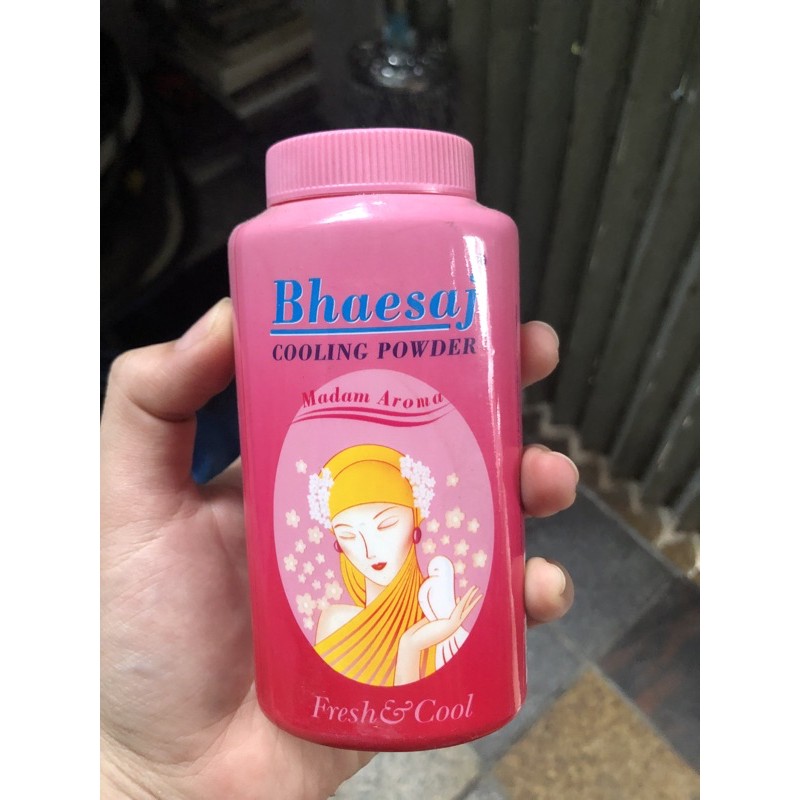 Bhaesaj
COOLING POWDER
Madam Aroma
Fresh & Cool